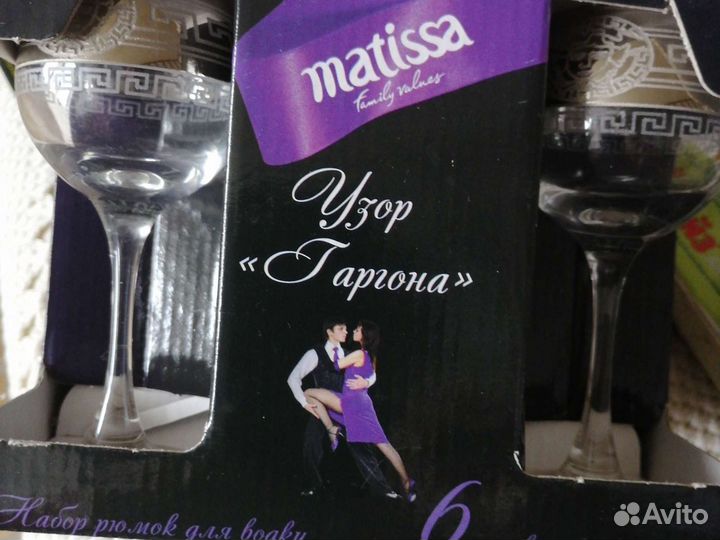 matissa
Family values
Узор
«Гаргона»
Набор рюмок для водки
6
Avito